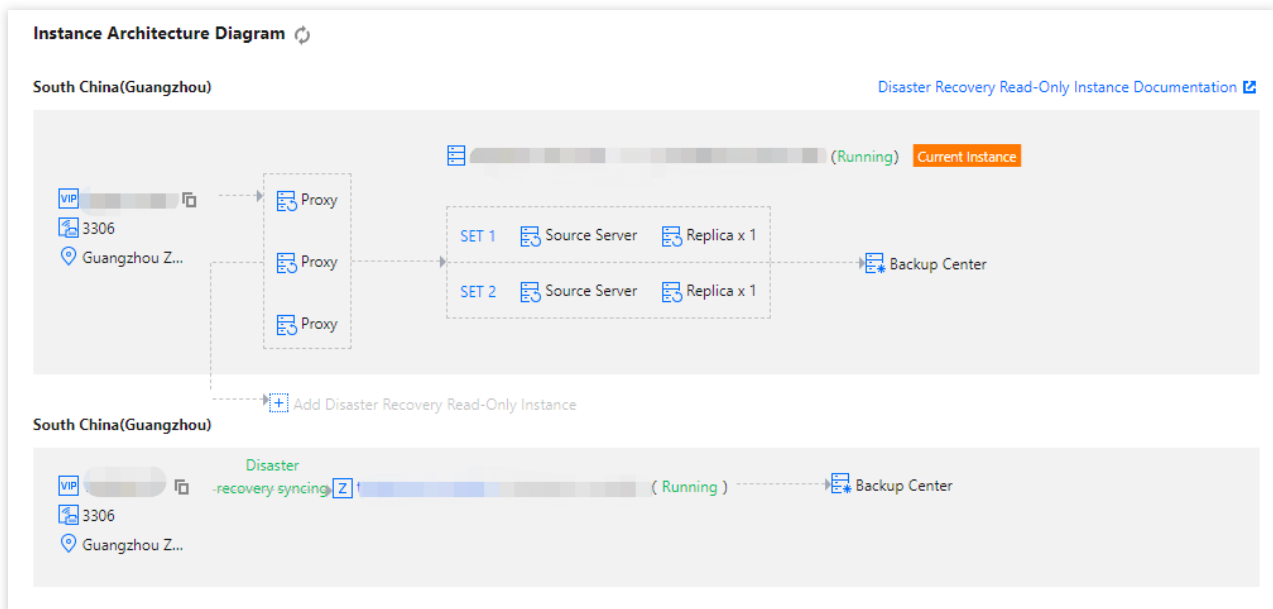 Instance Architecture Diagram
South China(Guangzhou)
Disaster Recovery Read-Only Instance Documentation
(Running) Current Instance
VIP
3306
Guangzhou Z...
Proxy
Proxy
Proxy
SET 1 Source Server Replica x 1
SET 2 Source Server Replica x 1
Backup Center
Add Disaster Recovery Read-Only Instance
South China(Guangzhou)
VIP
3306
Guangzhou Z...
Disaster
recovery syncing
Z
( Running )
Backup Center